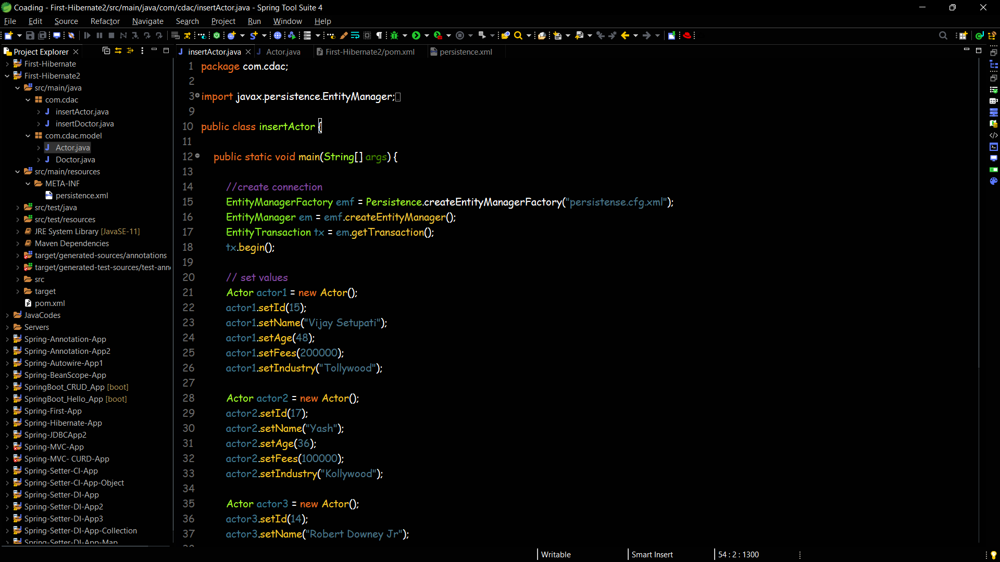 Coading - First-Hibernate2/src/main/java/com/cdac/insertActor.java - Spring Tool Suite 4
File Edit Source Refactor Navigate Search Project Run Window Help
Project Explorer
First-Hibernate
First-Hibernate2
src/main/java
com.cdac
insertActor.java
insertDoctor.java
com.cdac.model
Actor.java
Doctor.java
src/main/resources
META-INF
persistence.xml
src/test/java
src/test/resources
JRE System Library [JavaSE-11]
Maven Dependencies
target/generated-sources/annotations
target/generated-test-sources/test-ann
src
target
pom.xml
JavaCodes
Servers
Spring-Annotation-App
Spring-Annotation-App2
Spring-Autowire-App1
Spring-BeanScope-App
SpringBoot_CRUD_App [boot]
SpringBoot_Hello_App [boot]
Spring-First-App
Spring-Hibernate-App
Spring-JDBCApp2
Spring-MVC-App
Spring-MVC- CURD-App
Spring-Setter-CI-App
Spring-Setter-CI-App-Object
Spring-Setter-DI-App
Spring-Setter-DI-App2
Spring-Setter-DI-App3
Spring-Setter-DI-App-Collection
Spring-Setter-DI-App-Map
insertActor.java Actor.java First-Hibernate2/pom.xml persistence.xml
1 package com.cdac;
2
3 import javax.persistence.EntityManager;
9
10 public class insertActor {
11
12 public static void main(String[] args) {
13
14 //create connection
15 EntityManagerFactory emf = Persistence.createEntityManagerFactory("persistense.cfg.xml");
16 EntityManager em = emf.createEntityManager();
17 EntityTransaction tx = em.getTransaction();
18 tx.begin();
19
20 // set values
21 Actor actor1 = new Actor();
22 actor1.setId(15);
23 actor1.setName("Vijay Setupati");
24 actor1.setAge(48);
25 actor1.setFees(200000);
26 actor1.setIndustry("Tollywood");
27
28 Actor actor2 = new Actor();
29 actor2.setId(17);
30 actor2.setName("Yash");
31 actor2.setAge(36);
32 actor2.setFees(100000);
33 actor2.setIndustry("Kollywood");
34
35 Actor actor3 = new Actor();
36 actor3.setId(14);
37 actor3.setName("Robert Downey Jr");
Writable Smart Insert 54 : 2 : 1300